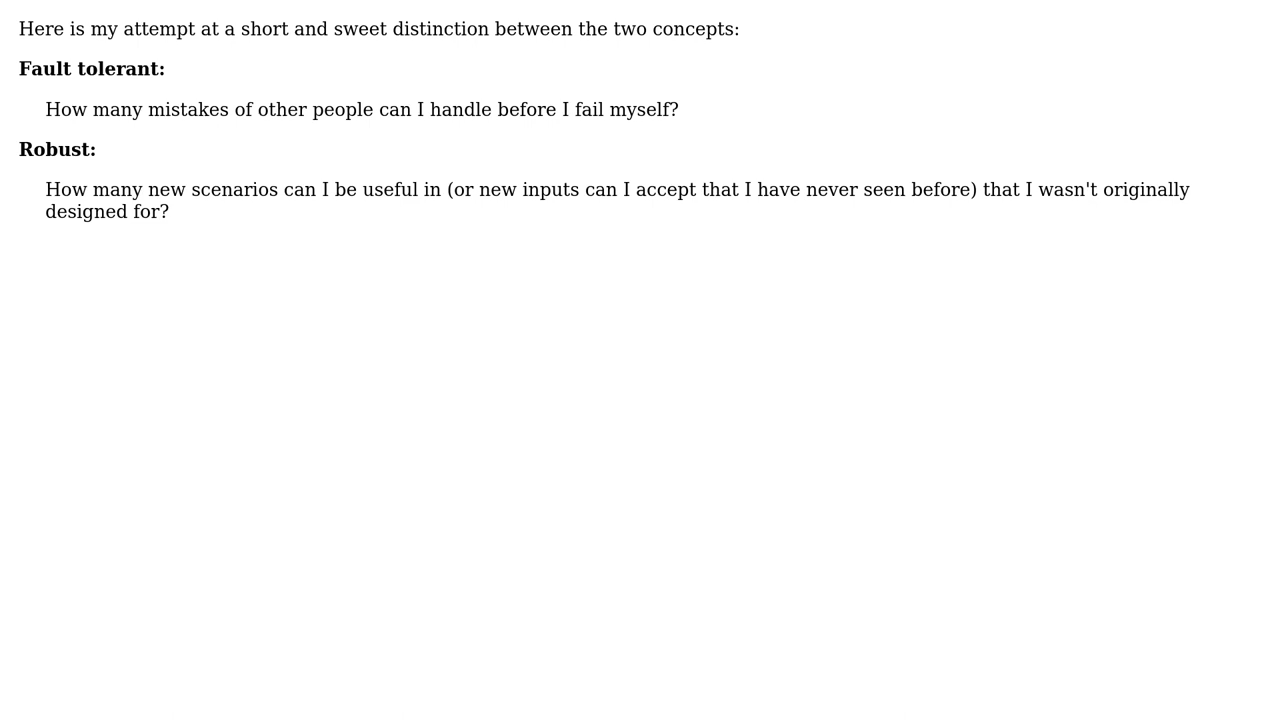 Here is my attempt at a short and sweet distinction between the two concepts:
Fault tolerant:
How many mistakes of other people can I handle before I fail myself?
Robust:
How many new scenarios can I be useful in (or new inputs can I accept that I have never seen before) that I wasn't originally
designed for?